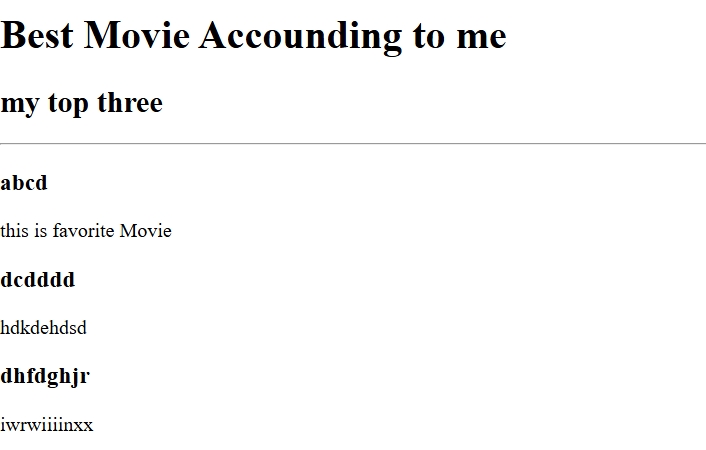 Best Movie Accounding to me
my top three
abcd
this is favorite Movie
dcdddd
hdkdehdsd
dhfdghjr
iwrwiiiinxx